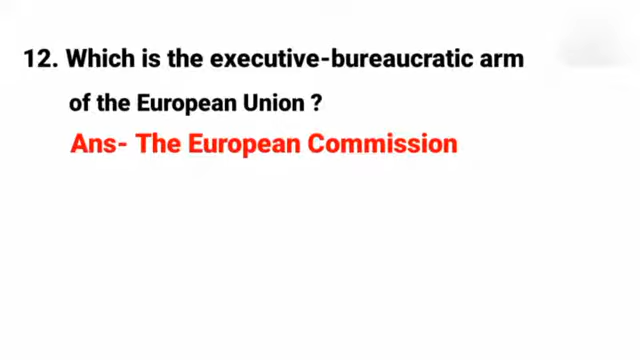 12. Which is the executive-bureaucratic arm
of the European Union ?
Ans- The European Commission